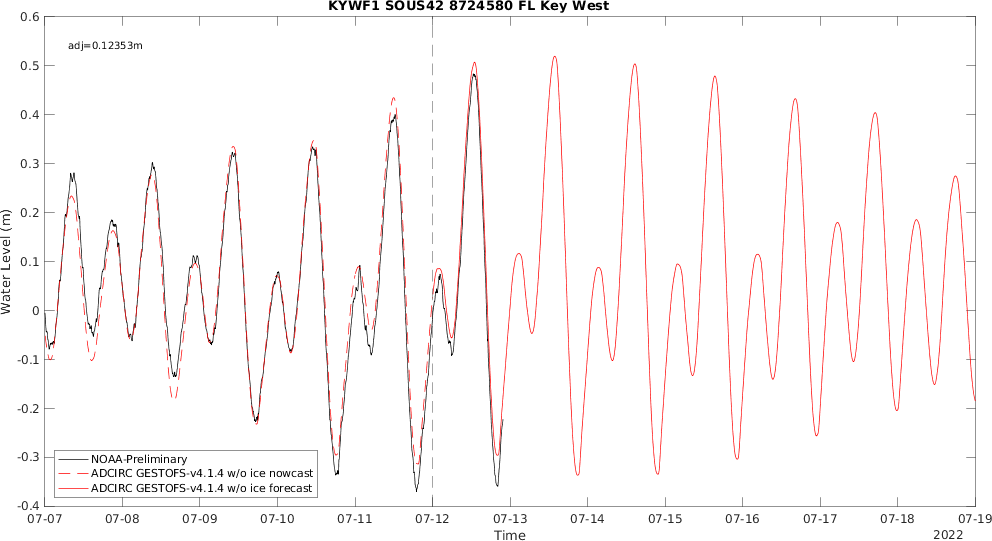 KYWF1 SOUS42 8724580 FL Key West
adj=0.12353m
Water Level (m)
0.6
0.5
0.4
0.3
0.2
0.1
0
-0.1
-0.2
-0.3
-0.4
NOAA-Preliminary
ADCIRC GESTOFS-v4.1.4 w/o ice nowcast
ADCIRC GESTOFS-v4.1.4 w/o ice forecast
07-07 07-08 07-09 07-10 07-11 07-12 07-13 07-14 07-15 07-16 07-17 07-18 07-19
Time
2022